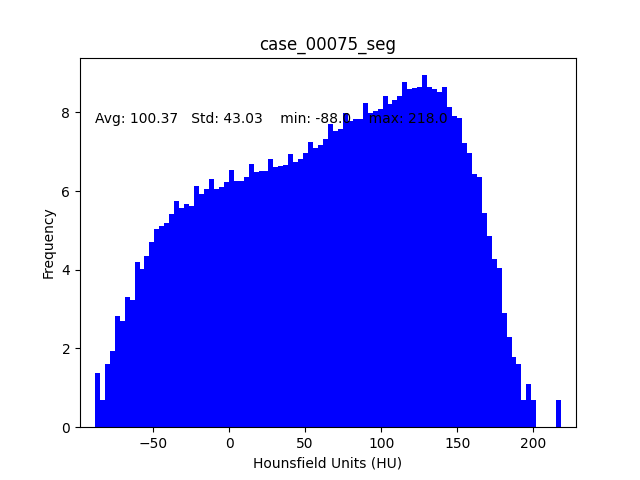 case_00075_seg
Avg: 100.37   Std: 43.03    min: -88.0    max: 218.0
8
6
4
2
0
Frequency
−50
0
50
100
150
200
Hounsfield Units (HU)